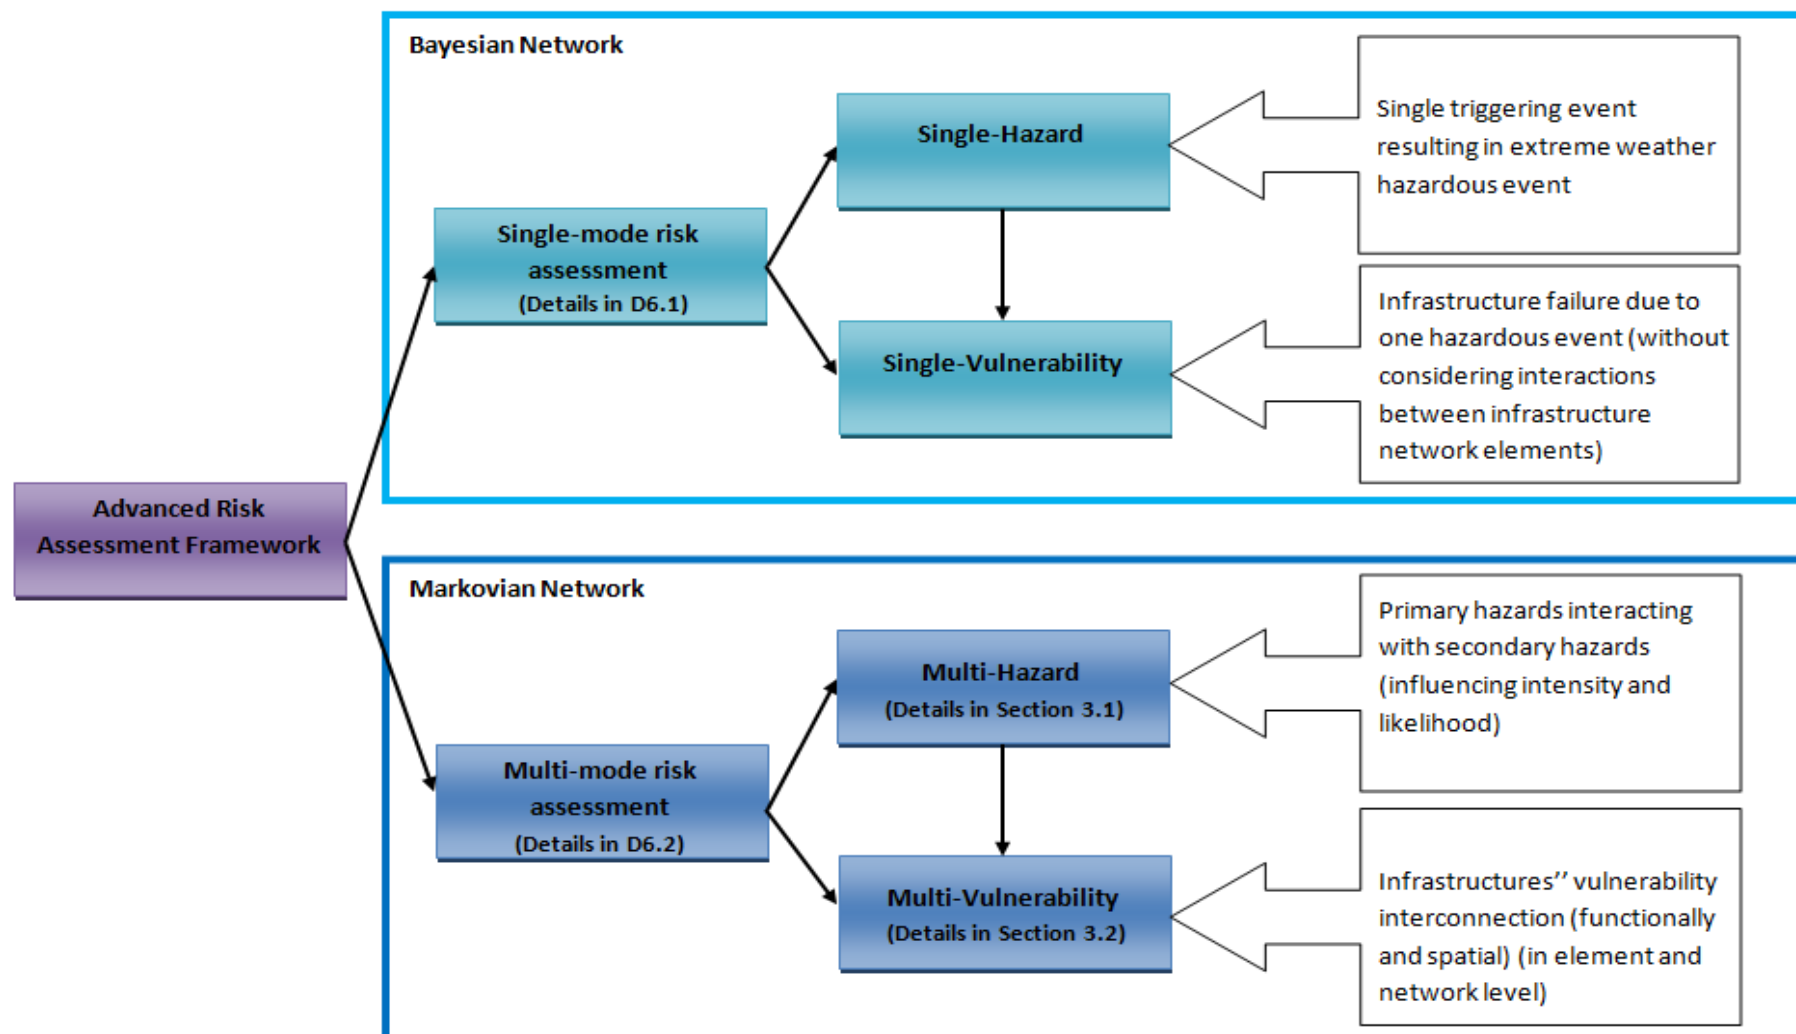 Bayesian Network
Single-Hazard
Single triggering event
resulting in extreme weather
hazardous event
Single-mode risk
assessment
(Details in D6.1)
Single-Vulnerability
Infrastructure failure due to
one hazardous event (without
considering interactions
between infrastructure
network elements)
Advanced Risk
Assessment Framework
Markovian Network
Multi-Hazard
(Details in Section 3.1)
Primary hazards interacting
with secondary hazards
(influencing intensity and
likelihood)
Multi-mode risk
assessment
(Details in D6.2)
Multi-Vulnerability
(Details in Section 3.2)
Infrastructures’’ vulnerability
interconnection (functionally
and spatial) (in element and
network level)